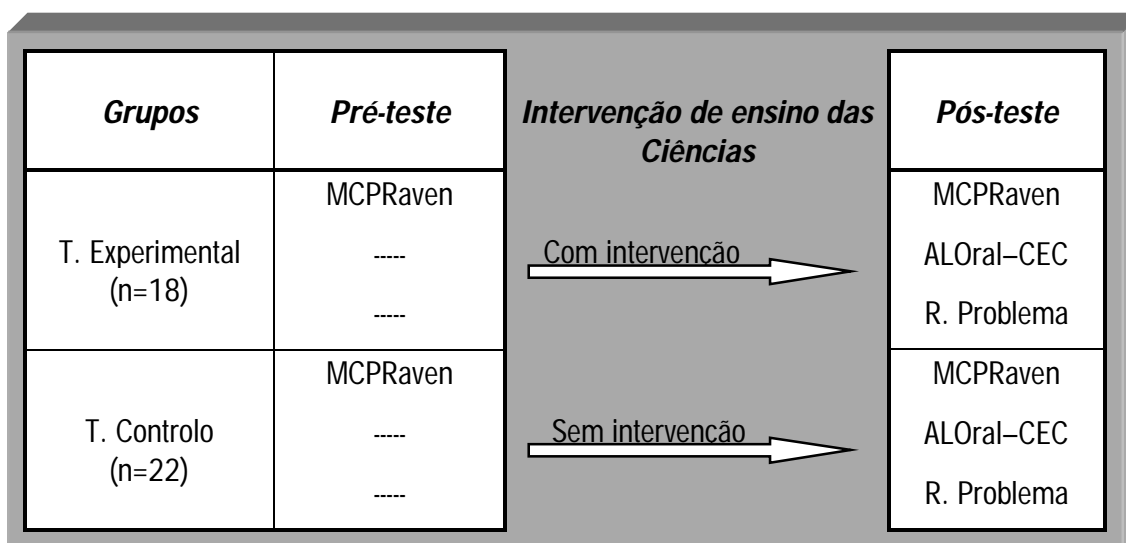 Grupos
Pré-teste
Intervenção de ensino das
Ciências
Pós-teste
T. Experimental
(n=18)
MCPRaven
-----
-----
Com intervenção
MCPRaven
ALOral–CEC
R. Problema
T. Controlo
(n=22)
MCPRaven
-----
-----
Sem intervenção
MCPRaven
ALOral–CEC
R. Problema